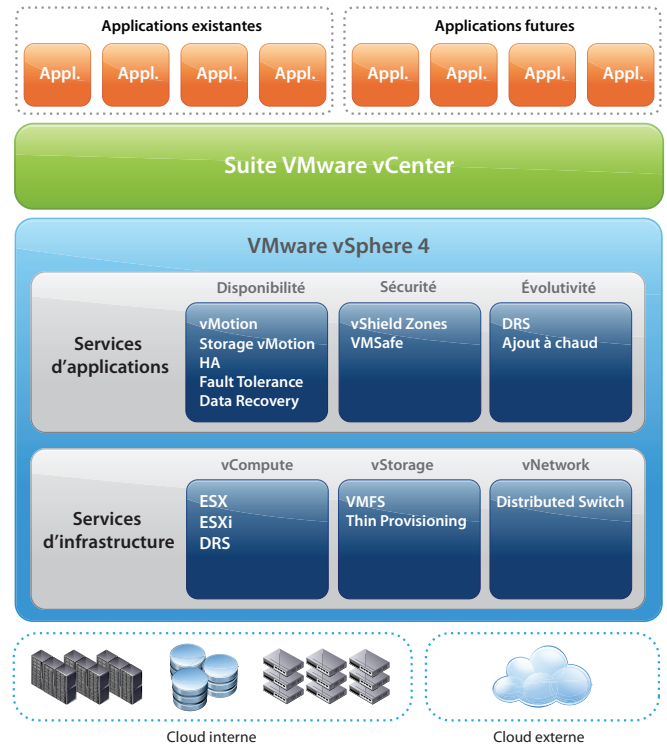 Applications existantes
Applications futures
Appl.
Appl.
Appl.
Appl.
Appl.
Appl.
Appl.
Appl.
Suite VMware vCenter
VMware vSphere 4
Services
d’applications
Disponibilité
vMotion
Storage vMotion
HA
Fault Tolerance
Data Recovery
Sécurité
vShield Zones
VMSafe
Évolutivité
DRS
Ajout à chaud
Services
d’infrastructure
vCompute
ESX
ESXi
DRS
vStorage
VMFS
Thin Provisioning
vNetwork
Distributed Switch
Cloud interne
Cloud externe